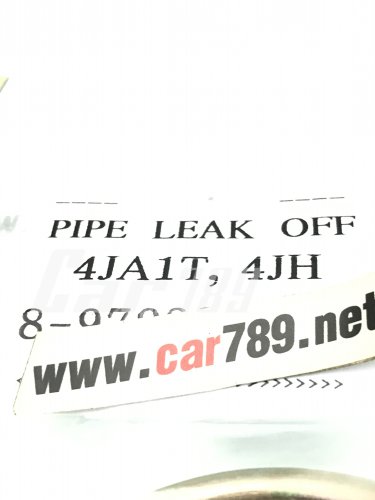 PIPE LEAK OFF
4JA1T, 4JH
www.car789.net